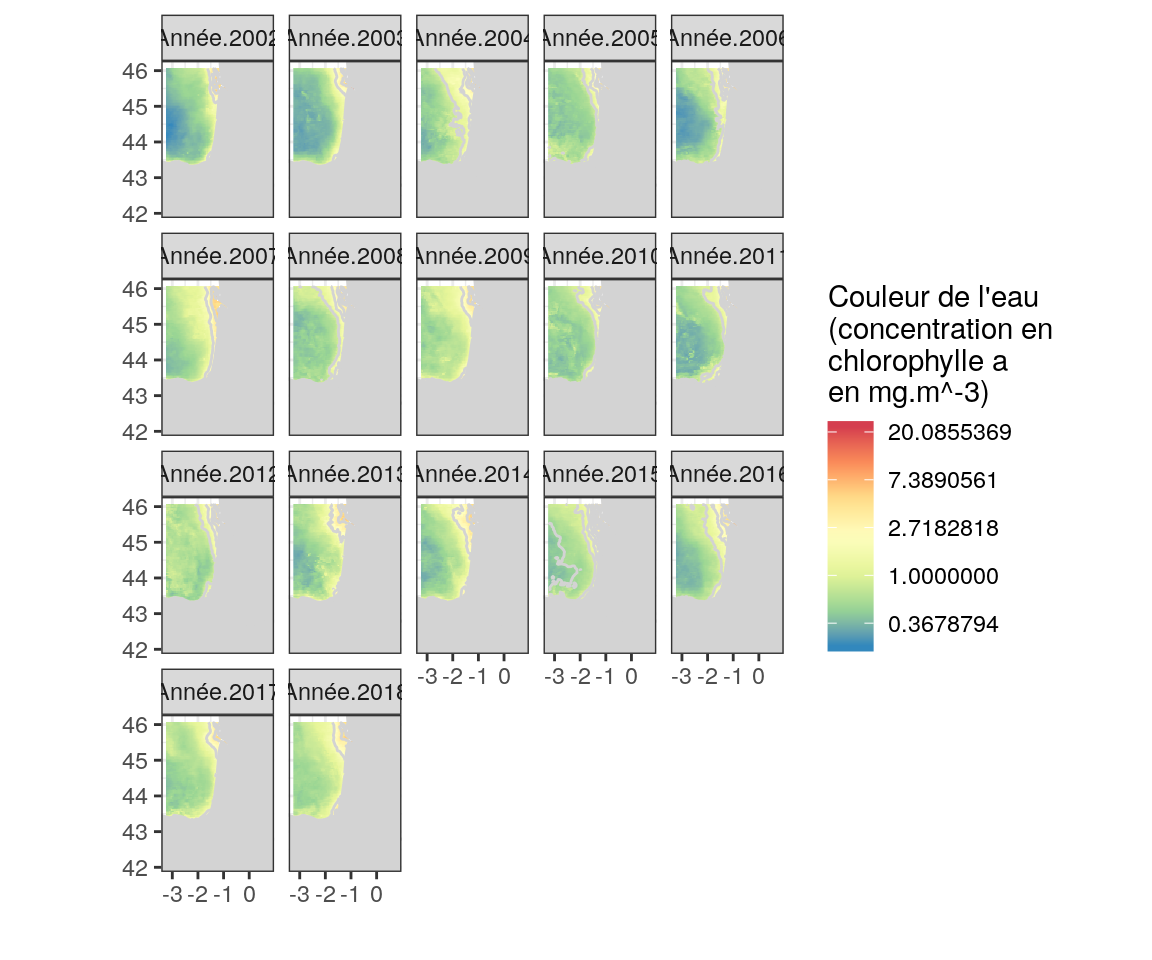 Année.2002 Année.2003 Année.2004 Année.2005 Année.2006
46
45
44
43
42
Année.2007 Année.2008 Année.2009 Année.2010 Année.2011
46
45
44
43
42
Couleur de l'eau
(concentration en
chlorophylle a
en mg.m^-3)
20.0855369
7.3890561
2.7182818
1.0000000
0.3678794
Année.2012 Année.2013 Année.2014 Année.2015 Année.2016
46
45
44
43
42
-3 -2 -1 0 -3 -2 -1 0 -3 -2 -1 0
Année.2017 Année.2018
46
45
44
43
42
-3 -2 -1 0 -3 -2 -1 0